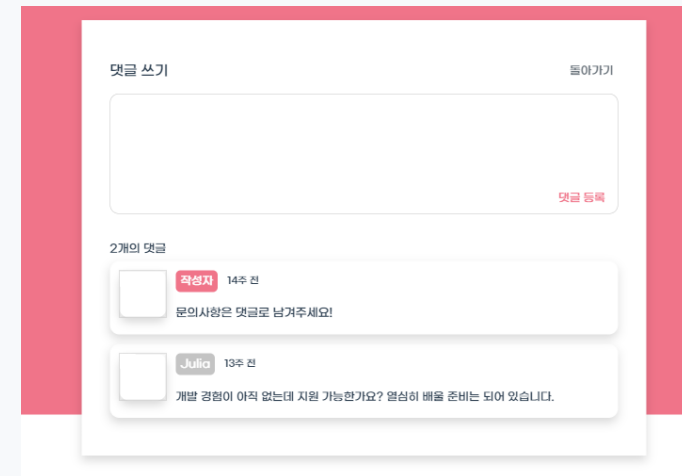 댓글 쓰기
돌아가기
댓글 등록
2개의 댓글
작성자 14주 전
문의사항은 댓글로 남겨주세요!
Julia 13주 전
개발 경험이 아직 없는데 지원 가능한가요? 열심히 배울 준비는 되어 있습니다.